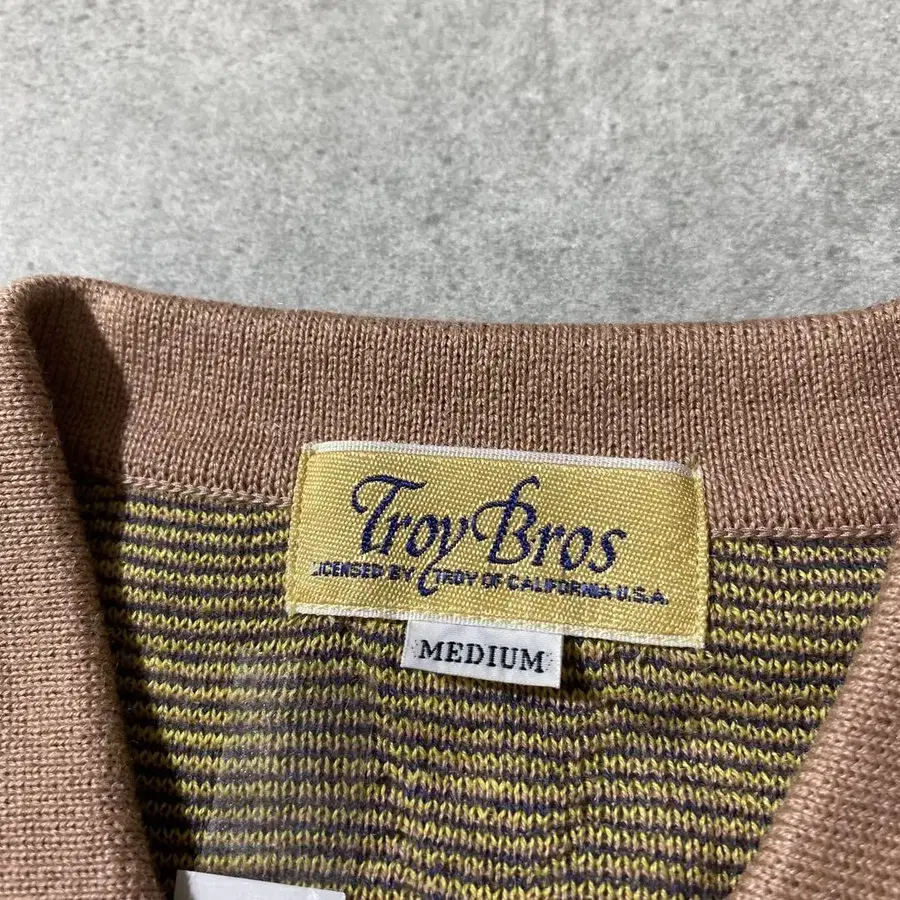 Troy Bros
LICENSED BY TROY OF CALIFORNIA U.S.A.
MEDIUM